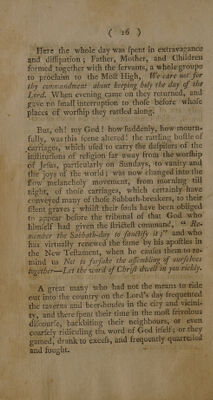 ( 16 )
Here the whole day was ſpent in extravagance
and diſſipation ; Father, Mother, and Children
formed together with the ſervants, a whole groupe
to proclaim to the Moſt High, We care not for
thy commandment about keeping holy the day of the
Lord. When evening came on they returned, and
gave no ſmall interruption to thoſe before whoſe
places of worſhip they rattled along.
But, oh! my God! how ſuddenly, how mourn-
fully, was this ſcene altered! the rattling buſtle of
carriages, which uſed to carry the deſpiſers of the
inſtitutions of religion far away from the worſhip
of Jeſus, particularly on Sundays, to vanity and
the joys of the world ; was now changed into the
ſlow melancholy movement, from morning till
night, of thoſe carriages, which certainly have
conveyed many of thoſe Sabbath-breakers, to their
ſilent graves ; whilſt their ſouls have been obliged
to appear before the tribunal of that God who
himſelf had given the ſtricteſt command, " Re-
member the Sabbath-day to ſanctify it ;" and who
has virtually renewed the ſame by his apoſtles in
the New Teſtament, when he cauſes them to re-
mind us Not to forſake the aſſembling of ourſelves
together—Let the word of Chriſt dwell in you richly.
A great many who had not the means to ride
out into the country on the Lord's day frequented
the taverns and beer-houſes in the city and vicini-
ty, and there ſpent their time in the moſt frivolous
diſcourſe, backbiting their neighbours, or even
coarſely ridiculing the word of God itſelf ; or they
gamed, drank to exceſs, and frequently quarrelled
and fought.